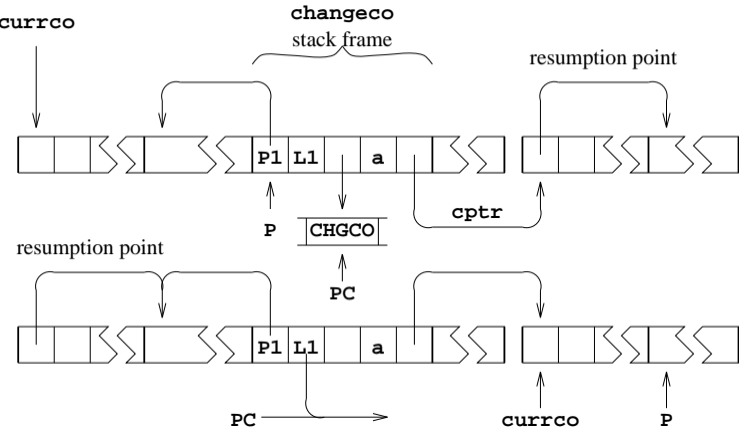 changeco
currco
stack frame
resumption point
P1 L1 a
P
CHGCO
cptr
PC
resumption point
P1 L1 a
PC
currco
P